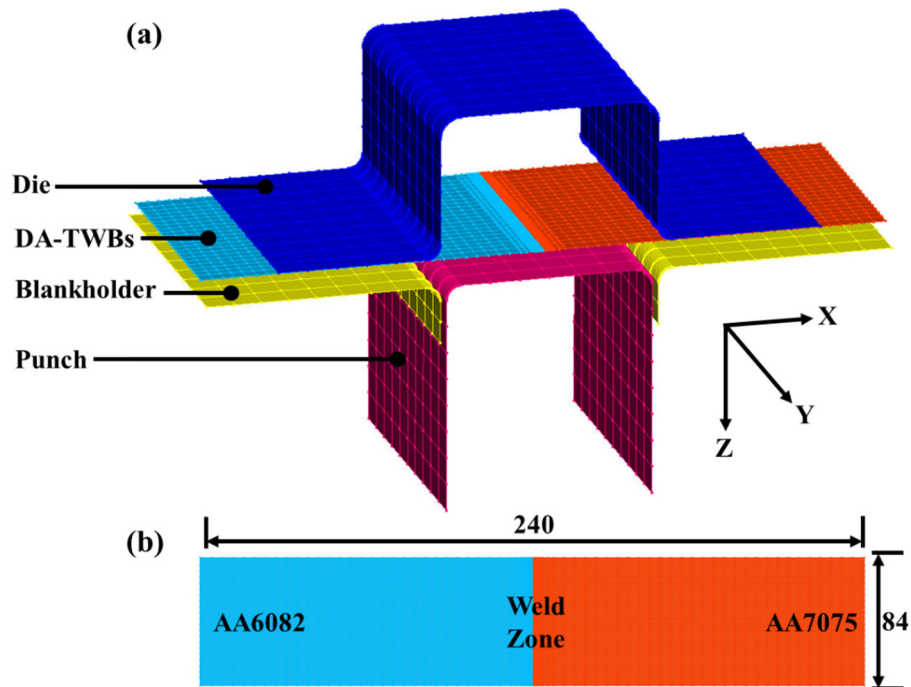 (a)
Die
DA-TWBs
Blankholder
Punch
X
Y
Z
(b)
240
AA6082
Weld
Zone
AA7075
84